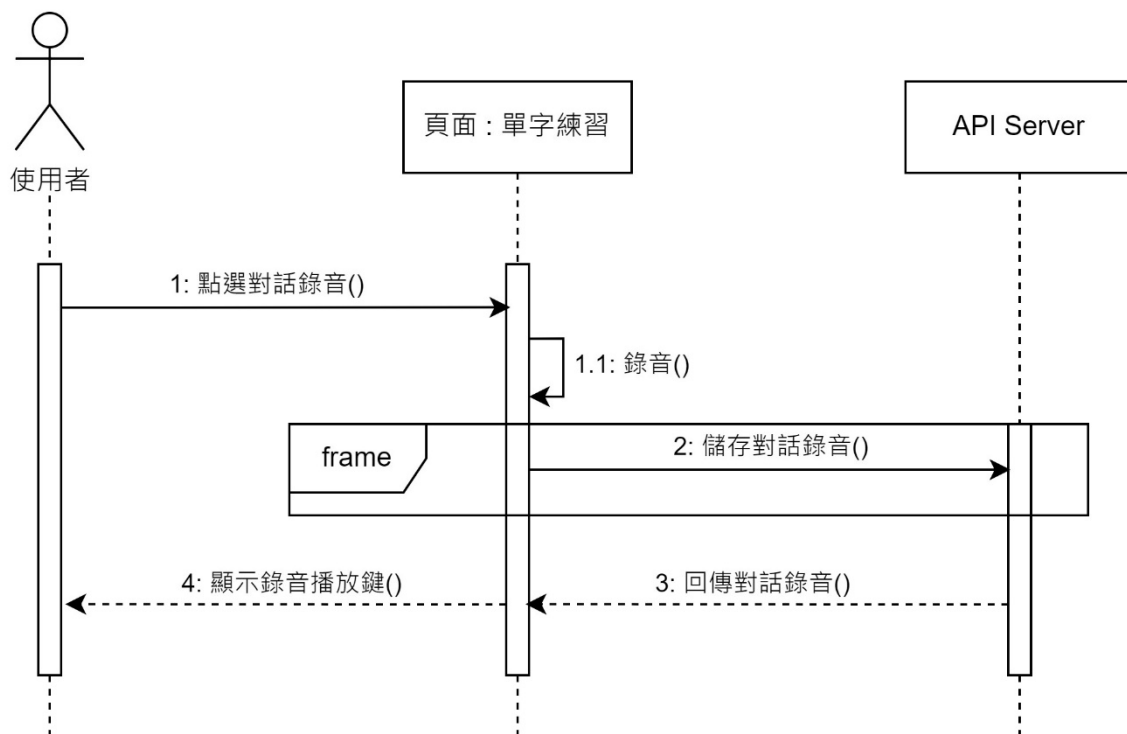 使用者
頁面 : 單字練習
API Server
1: 點選對話錄音()
1.1: 錄音()
frame
2: 儲存對話錄音()
4: 顯示錄音播放鍵()
3: 回傳對話錄音()